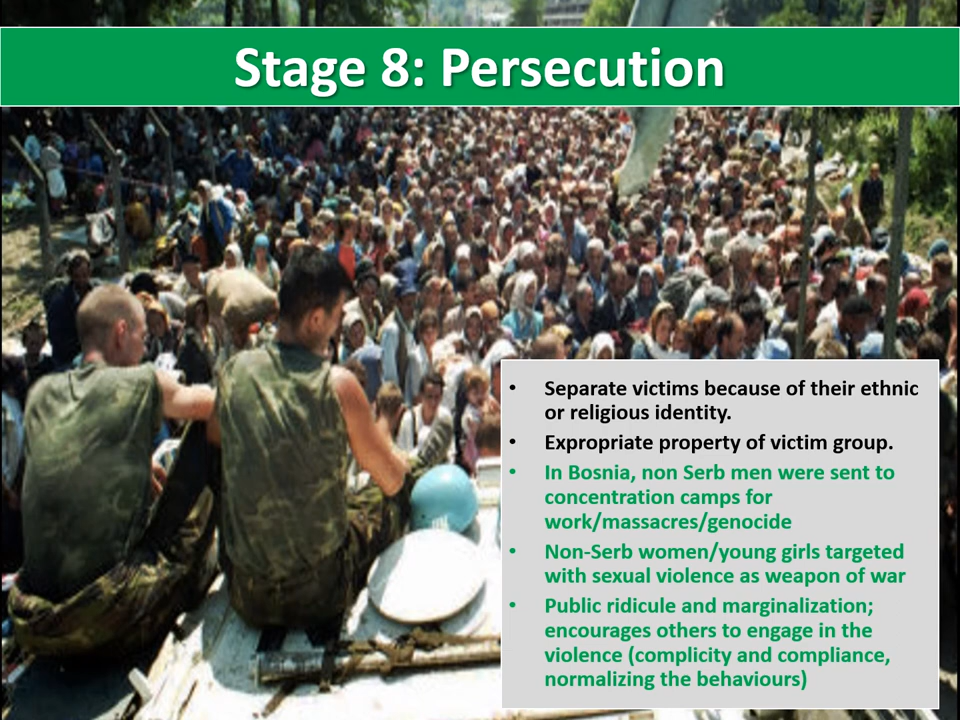 Stage 8: Persecution
• Separate victims because of their ethnic
or religious identity.
• Expropriate property of victim group.
• In Bosnia, non Serb men were sent to
concentration camps for
work/massacres/genocide
• Non-Serb women/young girls targeted
with sexual violence as weapon of war
• Public ridicule and marginalization;
encourages others to engage in the
violence (complicity and compliance,
normalizing the behaviours)